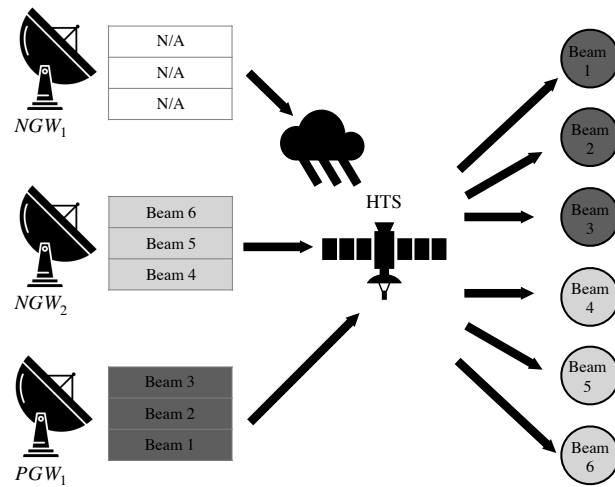 N/A
N/A
N/A
NGW1
Beam 6
Beam 5
Beam 4
NGW2
Beam 3
Beam 2
Beam 1
PGW1
HTS
Beam
1
Beam
2
Beam
3
Beam
4
Beam
5
Beam
6